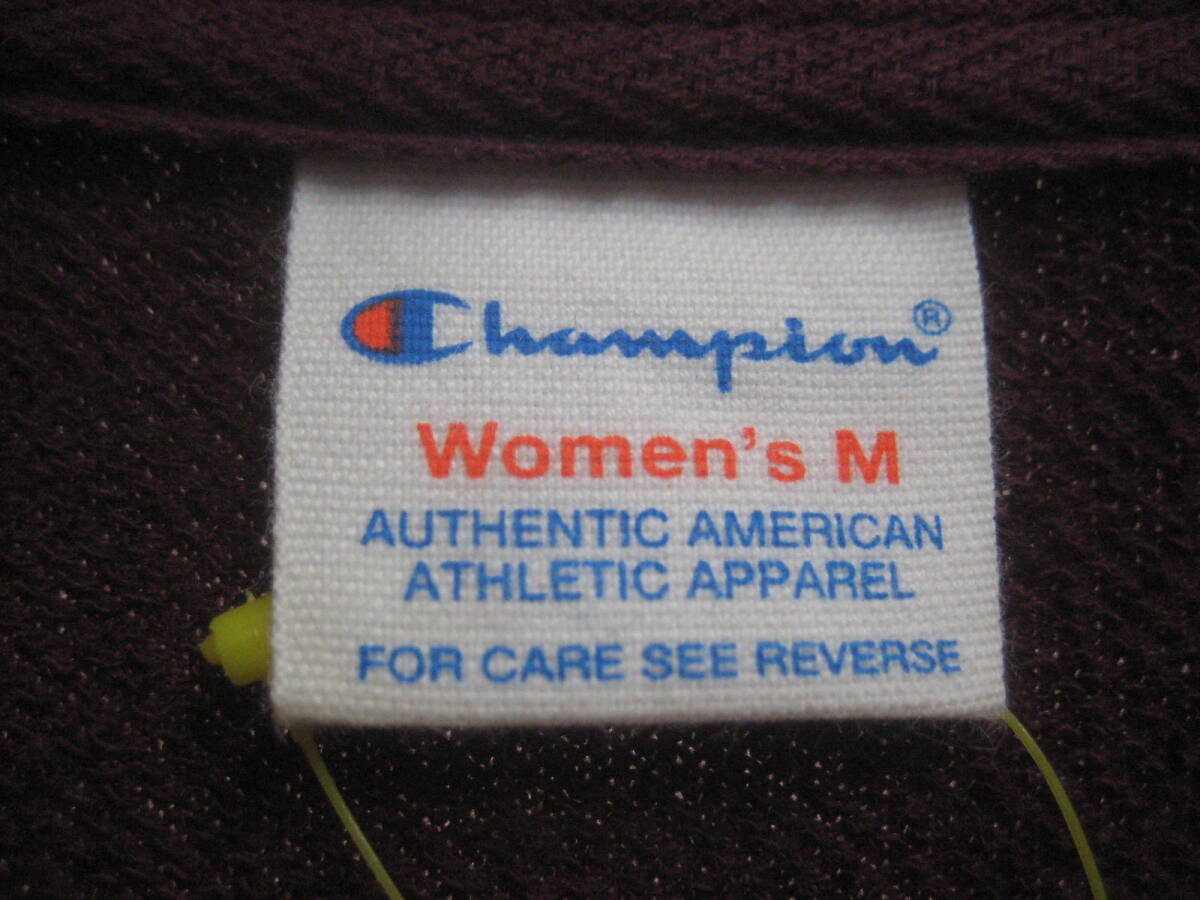 Champion®
Women's M
AUTHENTIC AMERICAN
ATHLETIC APPAREL
FOR CARE SEE REVERSE